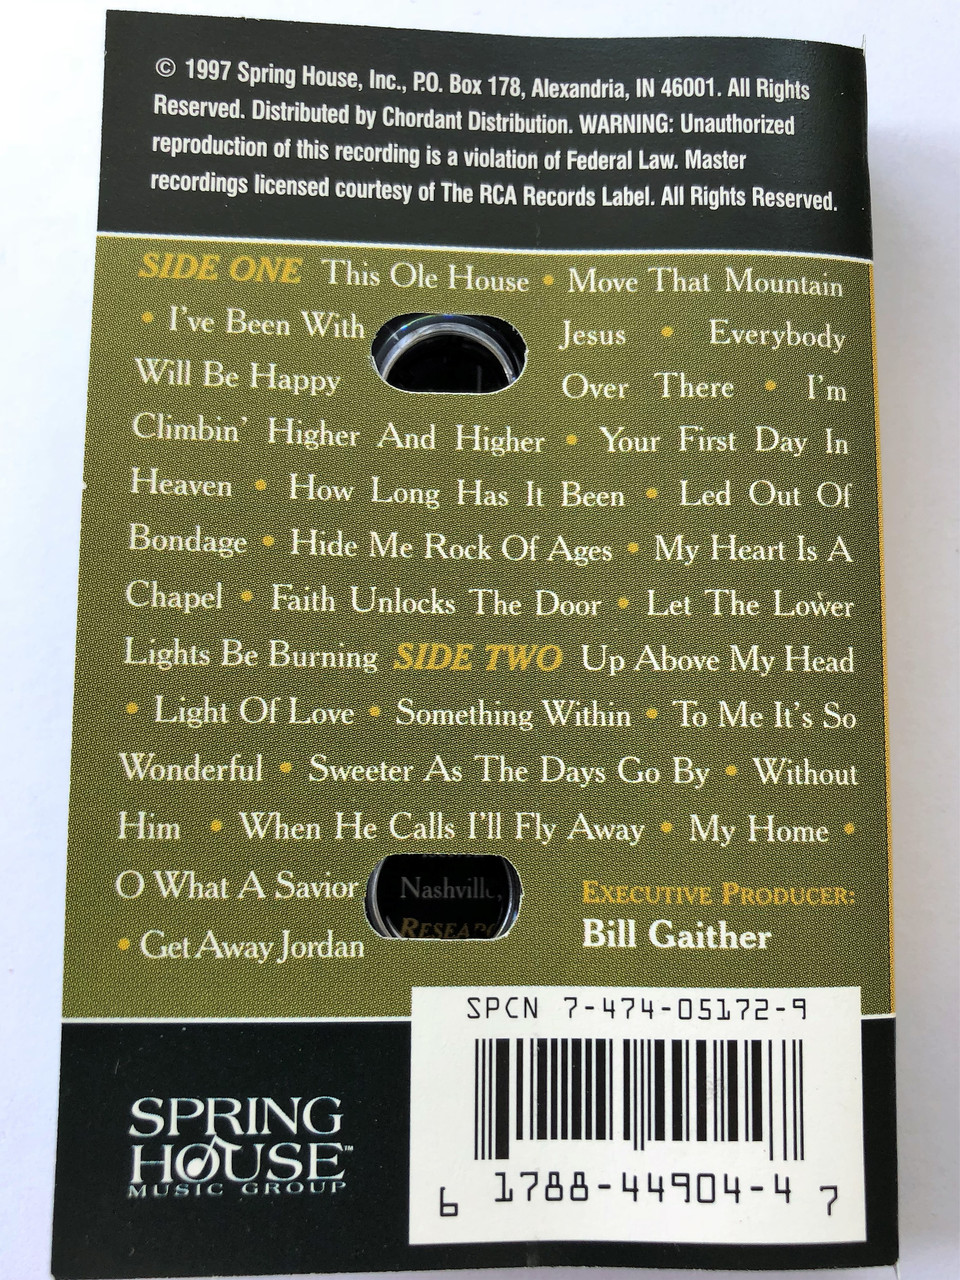 © 1997 Spring House, Inc., P.O. Box 178, Alexandria, IN 46001. All Rights
Reserved. Distributed by Chordant Distribution. WARNING: Unauthorized
reproduction of this recording is a violation of Federal Law. Master
recordings licensed courtesy of The RCA Records Label. All Rights Reserved.
SIDE ONE This Ole House • Move That Mountain
• I've Been With Jesus • Everybody
Will Be Happy Over There • I'm
Climbin' Higher And Higher • Your First Day In
Heaven • How Long Has It Been • Led Out Of
Bondage • Hide Me Rock Of Ages • My Heart Is A
Chapel • Faith Unlocks The Door • Let The Lower
Lights Be Burning SIDE TWO Up Above My Head
• Light Of Love • Something Within • To Me It's So
Wonderful • Sweeter As The Days Go By • Without
Him • When He Calls I'll Fly Away • My Home •
O What A Savior
• Get Away Jordan
Nashville,
EXECUTIVE PRODUCER:
Bill Gaither
SPCN 7-474-05172-9
6 1788-44904-4 7
SPRING
HOUSE™
MUSIC GROUP